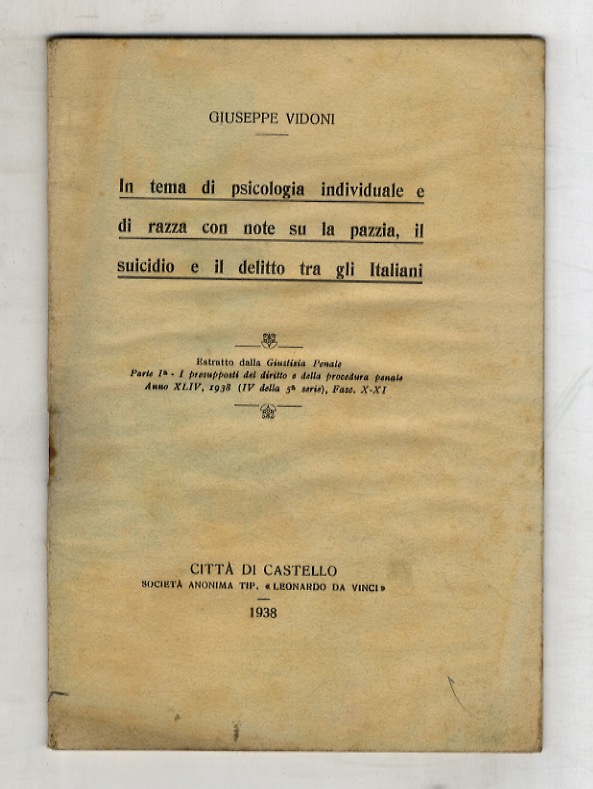 GIUSEPPE VIDONI
In tema di psicologia individuale e
di razza con note su la pazzia, il
suicidio e il delitto tra gli Italiani
Estratto dalla Giustizia Penale
Parte Iª - I presupposti del diritto e della procedura penale
Anno XLIV, 1938 (IV della 5ª serie), Fasc. X-XI
CITTÀ DI CASTELLO
SOCIETÀ ANONIMA TIP. « LEONARDO DA VINCI »
1938